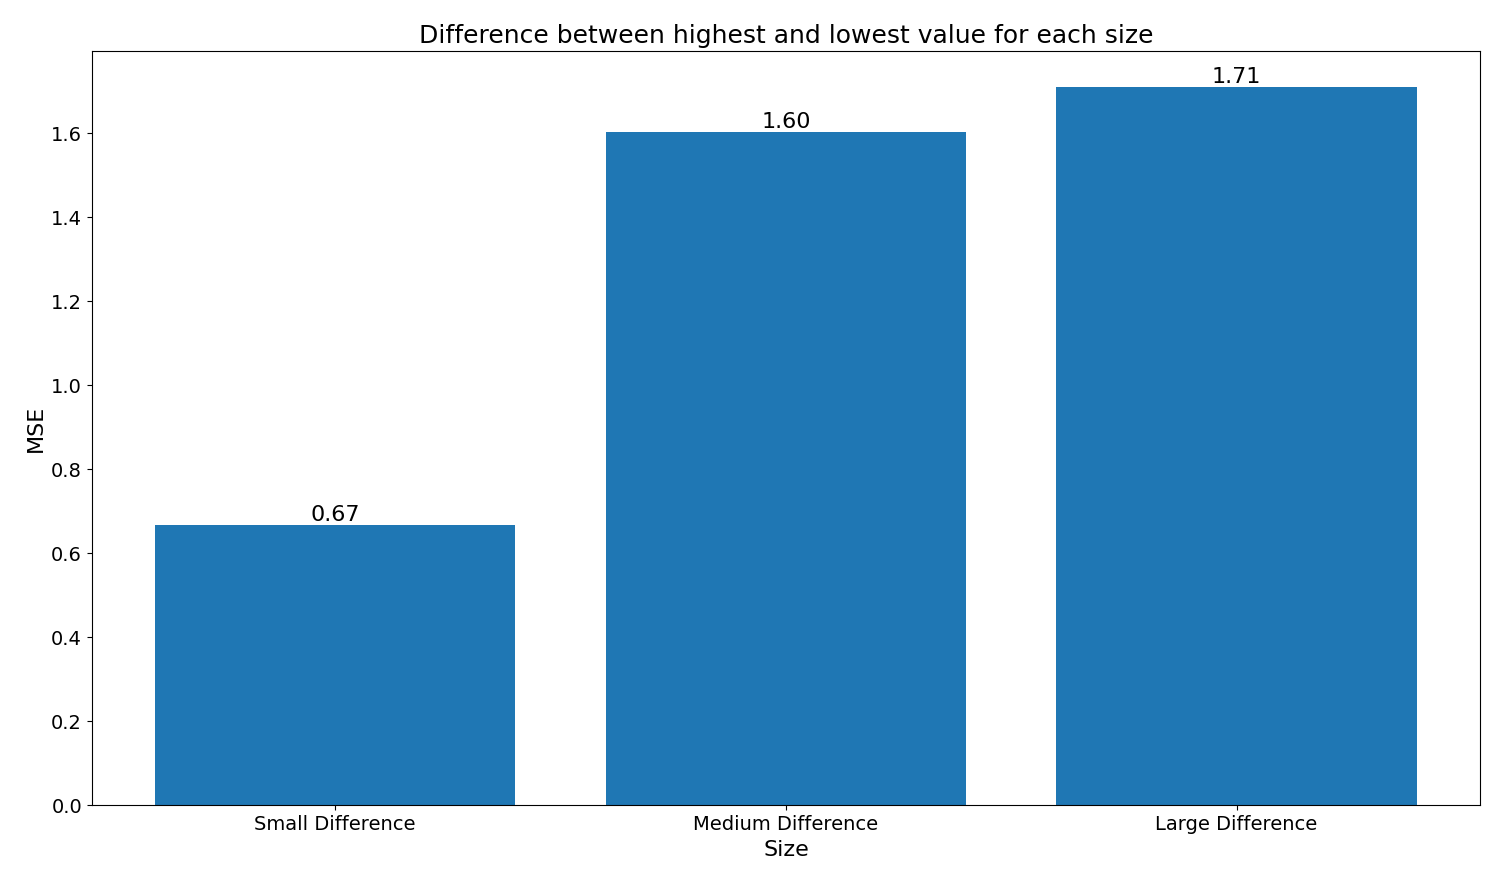 Difference between highest and lowest value for each size
1.71
1.60
0.67
1.6
1.4
1.2
1.0
0.8
0.6
0.4
0.2
0.0
MSE
Small Difference
Medium Difference
Large Difference
Size